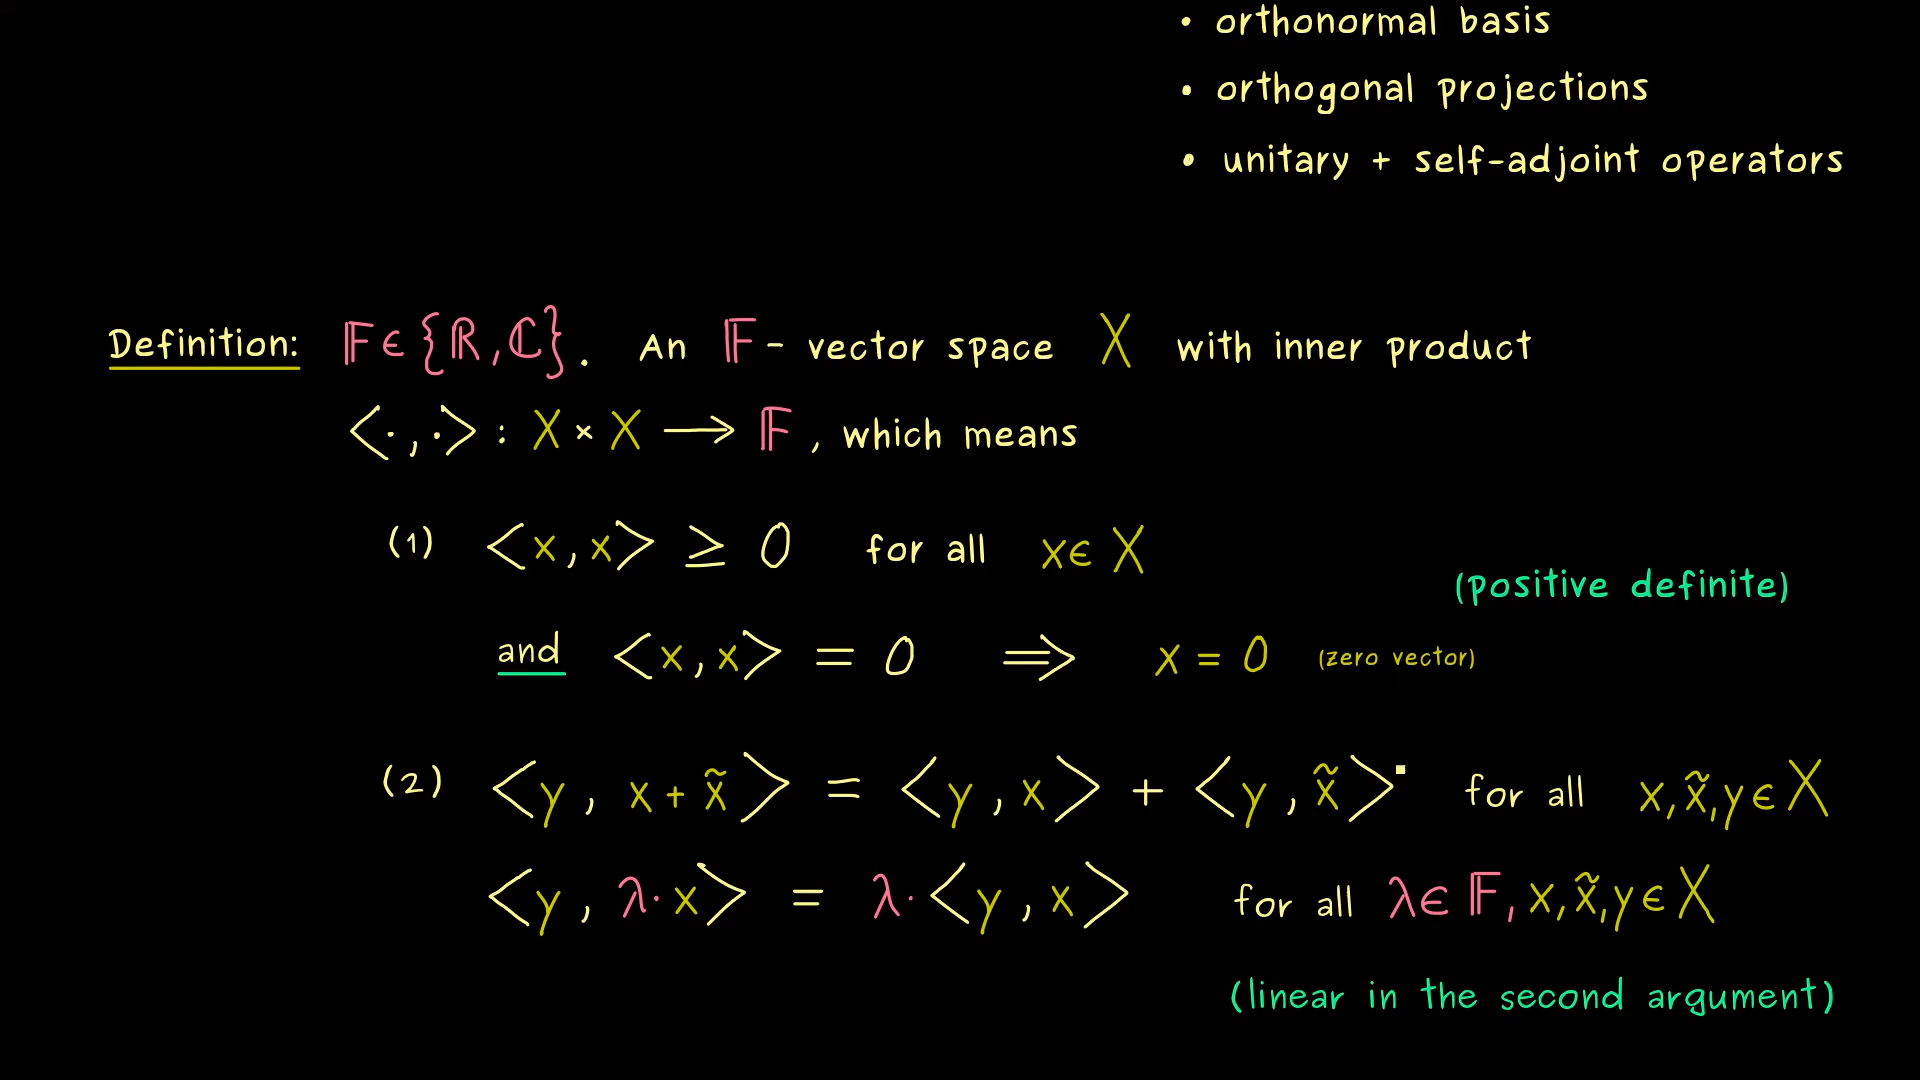 • orthonormal basis
• orthogonal projections
• unitary + self-adjoint operators
Definition: 𝔽 ∈ {ℝ, ℂ}. An 𝔽 - vector space X with inner product
<·,·> : X × X ⟶ 𝔽 , which means
(1) <x, x> ≥ 0 for all x ∈ X
(positive definite)
and <x, x> = 0 ⟹ x = 0 (zero vector)
(2) <y, x + x̃> = <y, x> + <y, x̃> for all x, x̃, y ∈ X
<y, λ· x> = λ· <y, x> for all λ ∈ 𝔽, x, x̃, y ∈ X
(linear in the second argument)